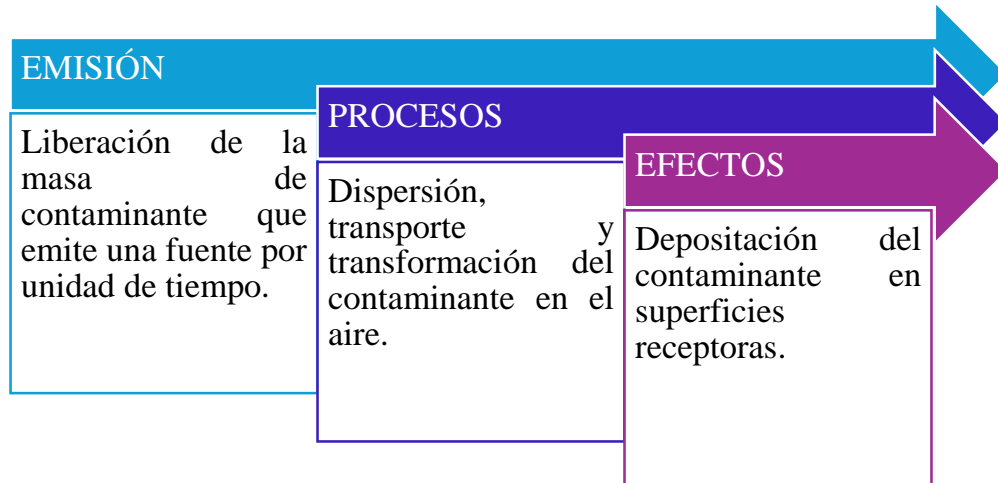 EMISIÓN
Liberación de la
masa de
contaminante que
emite una fuente por
unidad de tiempo.
PROCESOS
Dispersión,
transporte y
transformación del
contaminante en el
aire.
EFECTOS
Depositación del
contaminante en
superficies
receptoras.